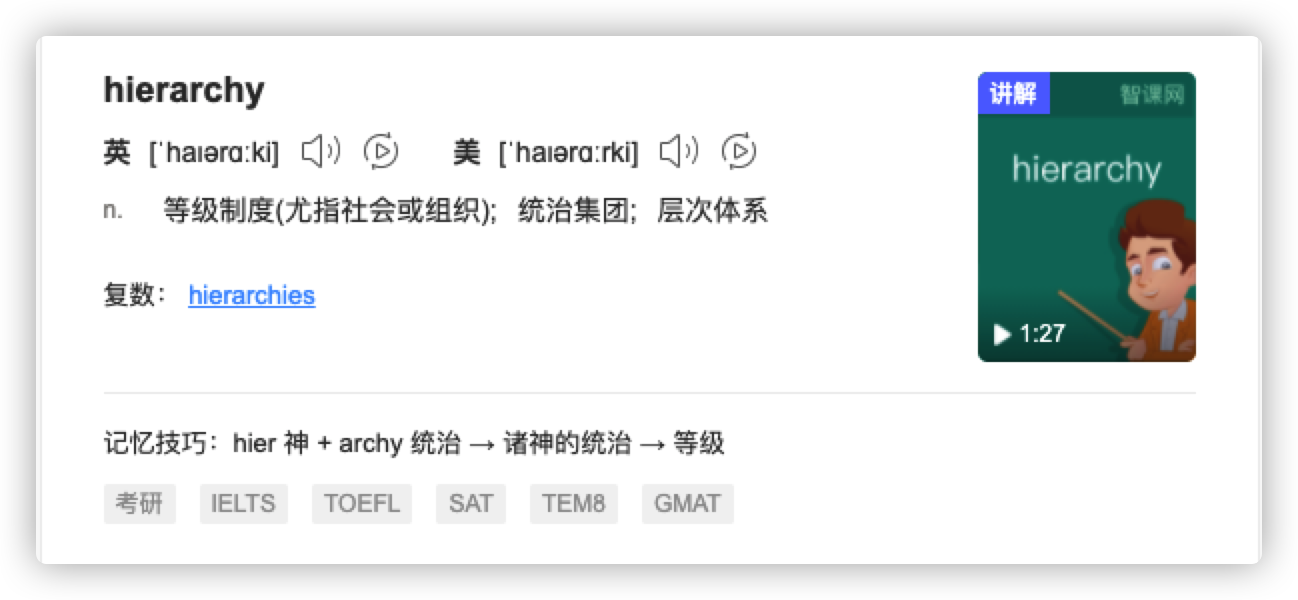 hierarchy
英 [ˈhaɪərɑːki] 美 [ˈhaɪərɑːrki]
n. 等级制度(尤指社会或组织); 统治集团; 层次体系
复数: hierarchies
讲解 智课网
hierarchy
1:27
记忆技巧: hier 神 + archy 统治 → 诸神的统治 → 等级
考研 IELTS TOEFL SAT TEM8 GMAT